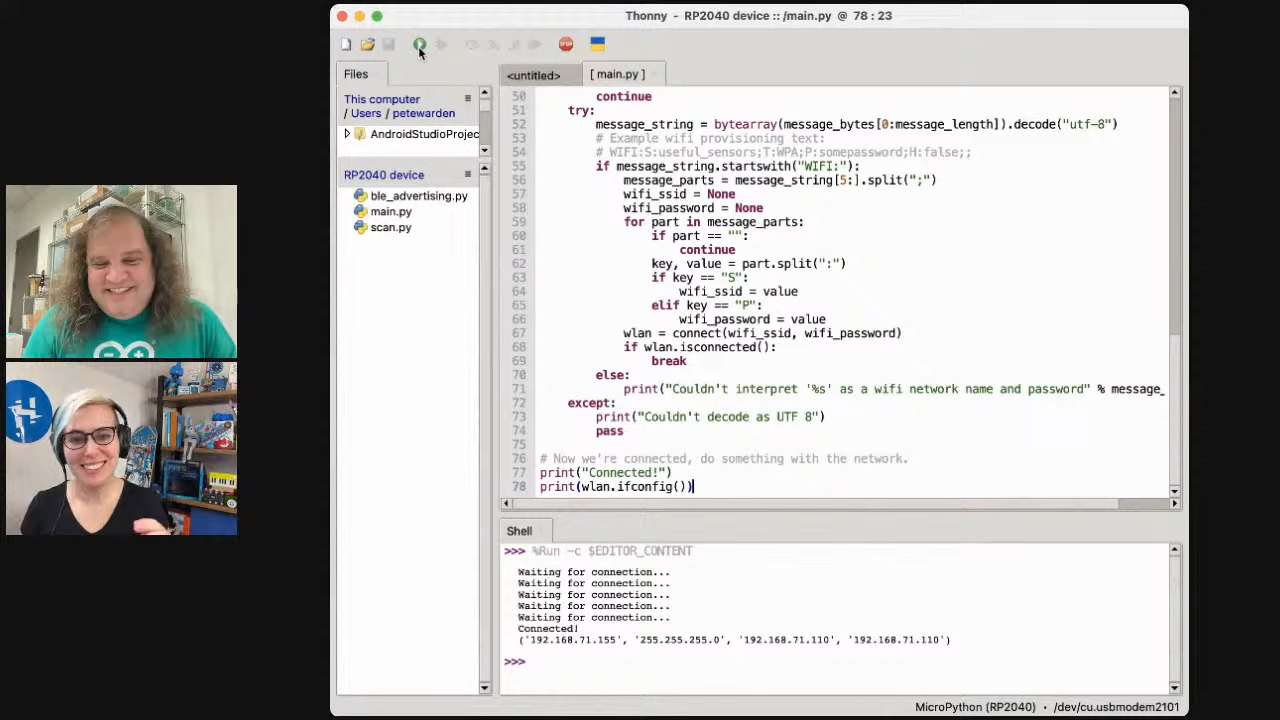 Thonny - RP2040 device :: /main.py @ 78 : 23
Files
This computer
/ Users / petewarden
AndroidStudioProjec
RP2040 device
ble_advertising.py
main.py
scan.py
<untitled>
[ main.py ]
50 continue
51 try:
52 message_string = bytearray(message_bytes[0:message_length]).decode("utf-8")
53 # Example wifi provisioning text:
54 # WIFI:S:useful_sensors;T:WPA;P:somepassword;H:false;;
55 if message_string.startswith("WIFI:"):
56 message_parts = message_string[5:].split(";")
57 wifi_ssid = None
58 wifi_password = None
59 for part in message_parts:
60 if part == "":
61 continue
62 key, value = part.split(":")
63 if key == "S":
64 wifi_ssid = value
65 elif key == "P":
66 wifi_password = value
67 wlan = connect(wifi_ssid, wifi_password)
68 if wlan.isconnected():
69 break
70 else:
71 print("Couldn't interpret '%s' as a wifi network name and password" % message_
72 except:
73 print("Couldn't decode as UTF 8")
74 pass
75
76 # Now we're connected, do something with the network.
77 print("Connected!")
78 print(wlan.ifconfig())
Shell
>>> %Run -c $EDITOR_CONTENT
Waiting for connection...
Waiting for connection...
Waiting for connection...
Waiting for connection...
Waiting for connection...
Connected!
('192.168.71.155', '255.255.255.0', '192.168.71.110', '192.168.71.110')
>>>
MicroPython (RP2040) • /dev/cu.usbmodem2101
STOP